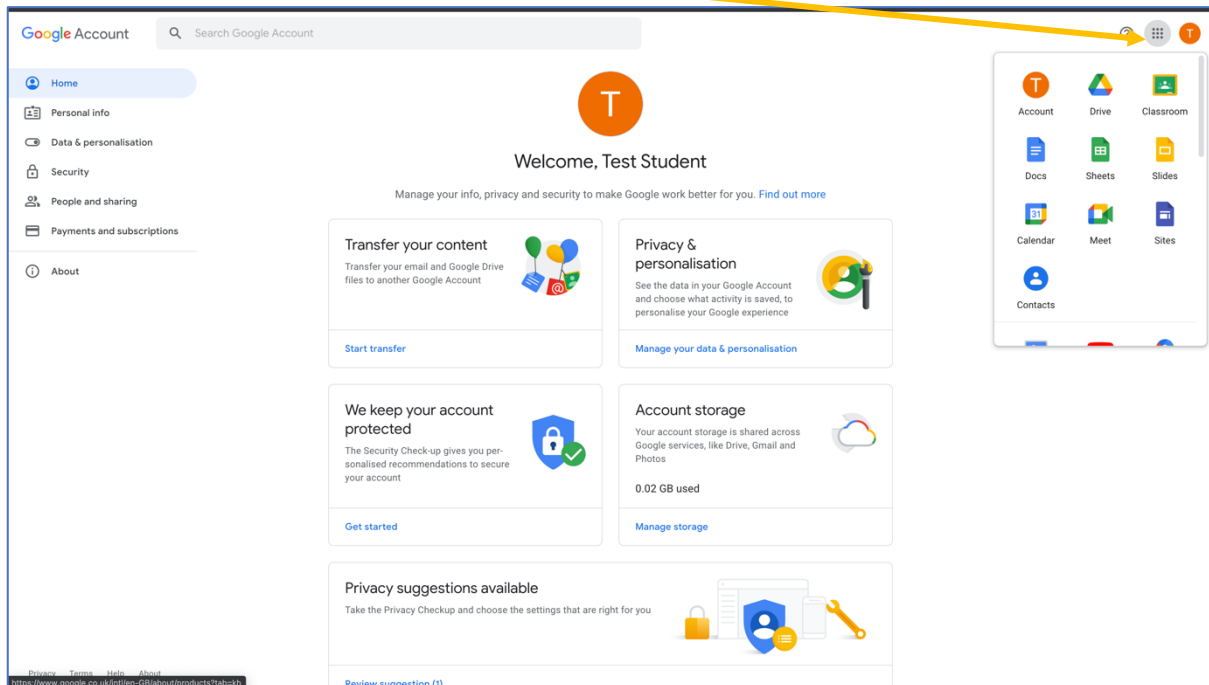 Google Account
Search Google Account
T
Home
Personal info
Data & personalisation
Security
People and sharing
Payments and subscriptions
About
T
Welcome, Test Student
Manage your info, privacy and security to make Google work better for you. Find out more
Transfer your content
Transfer your email and Google Drive
files to another Google Account
Start transfer
Privacy &
personalisation
See the data in your Google Account
and choose what activity is saved, to
personalise your Google experience
Manage your data & personalisation
We keep your account
protected
The Security Check-up gives you per-
sonalised recommendations to secure
your account
Get started
Account storage
Your account storage is shared across
Google services, like Drive, Gmail and
Photos
0.02 GB used
Manage storage
Privacy suggestions available
Take the Privacy Checkup and choose the settings that are right for you
Review suggestion (1)
T
Account Drive Classroom
Docs Sheets Slides
31
Calendar Meet Sites
Contacts
Privacy Terms Help About
https://www.google.co.uk/intl/en-GB/about/products?tab=kh